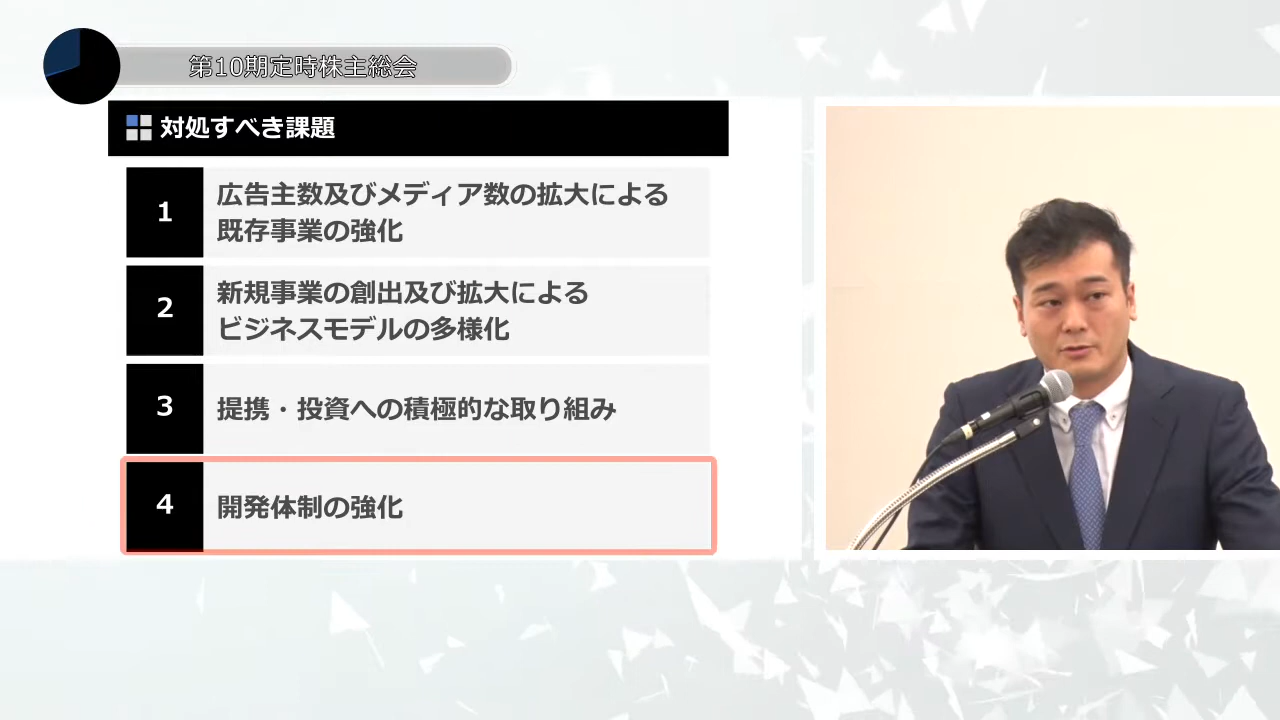 第10期定時株主総会
対処すべき課題
1
広告主数及びメディア数の拡大による
既存事業の強化
2
新規事業の創出及び拡大による
ビジネスモデルの多様化
3
提携・投資への積極的な取り組み
4
開発体制の強化